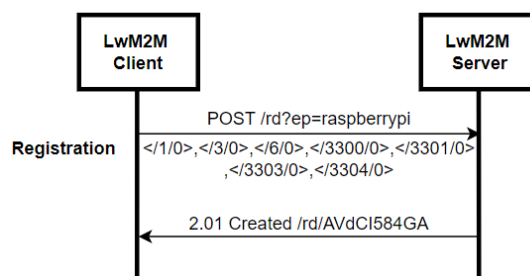 LwM2M
Client
LwM2M
Server
POST /rd?ep=raspberrypi
Registration
</1/0>,</3/0>,</6/0>,</3300/0>,</3301/0>
,</3303/0>,</3304/0>
2.01 Created /rd/AVdCI584GA